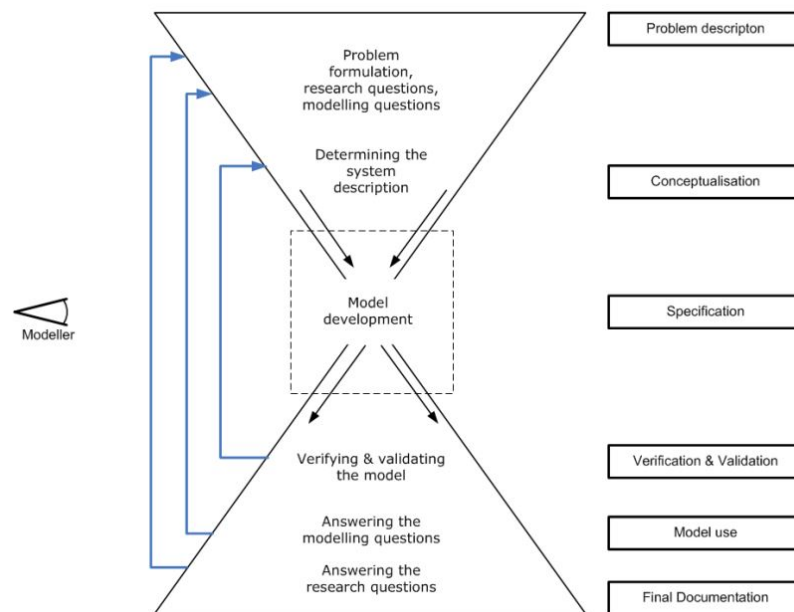 Problem
formulation,
research questions,
modelling questions
Problem descripton
Determining the
system
description
Conceptualisation
Modeller
Model
development
Specification
Verifying & validating
the model
Verification & Validation
Answering the
modelling questions
Model use
Answering the
research questions
Final Documentation